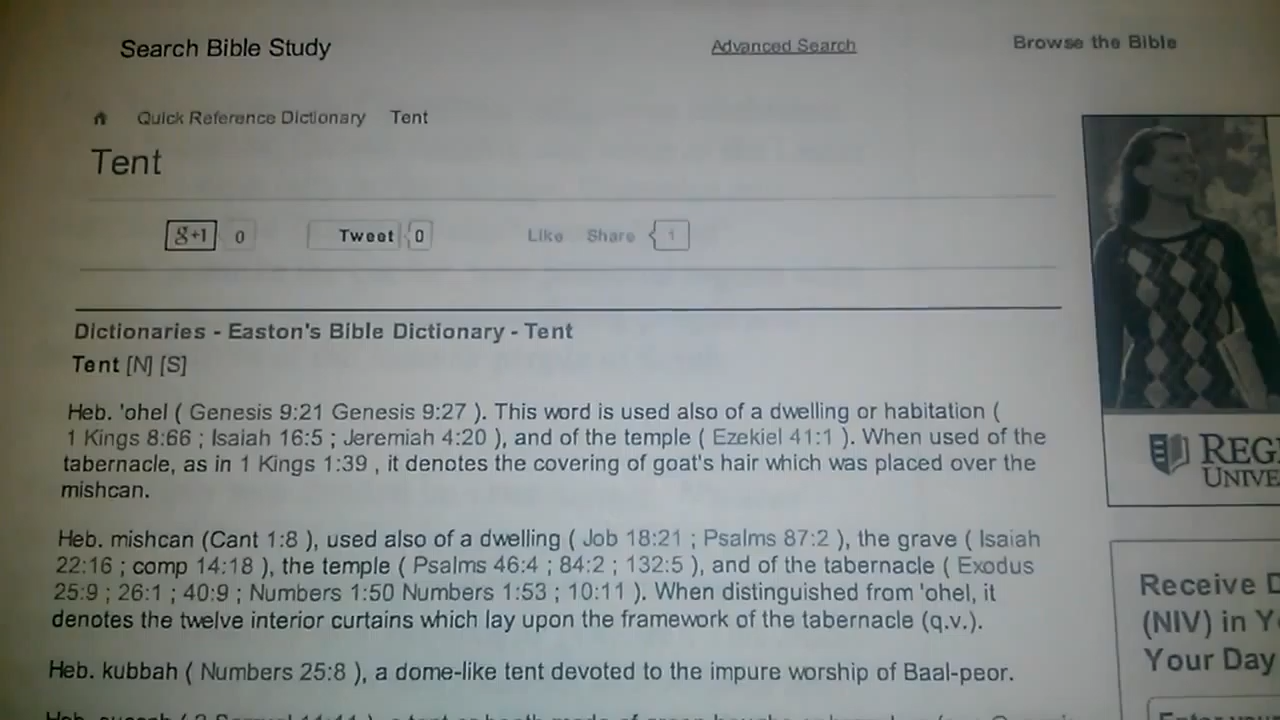 Search Bible Study
Advanced Search
Browse the Bible
Quick Reference Dictionary Tent
Tent
g+1 0 Tweet 0 Like Share 1
Dictionaries - Easton's Bible Dictionary - Tent
Tent [N] [S]
Heb. 'ohel ( Genesis 9:21 Genesis 9:27 ). This word is used also of a dwelling or habitation (
1 Kings 8:66 ; Isaiah 16:5 ; Jeremiah 4:20 ), and of the temple ( Ezekiel 41:1 ). When used of the
tabernacle, as in 1 Kings 1:39 , it denotes the covering of goat's hair which was placed over the
mishcan.
Heb. mishcan (Cant 1:8 ), used also of a dwelling ( Job 18:21 ; Psalms 87:2 ), the grave ( Isaiah
22:16 ; comp 14:18 ), the temple ( Psalms 46:4 ; 84:2 ; 132:5 ), and of the tabernacle ( Exodus
25:9 ; 26:1 ; 40:9 ; Numbers 1:50 Numbers 1:53 ; 10:11 ). When distinguished from 'ohel, it
denotes the twelve interior curtains which lay upon the framework of the tabernacle (q.v.).
Heb. kubbah ( Numbers 25:8 ), a dome-like tent devoted to the impure worship of Baal-peor.
REG
UNIVE
Receive D
(NIV) in Y
Your Day